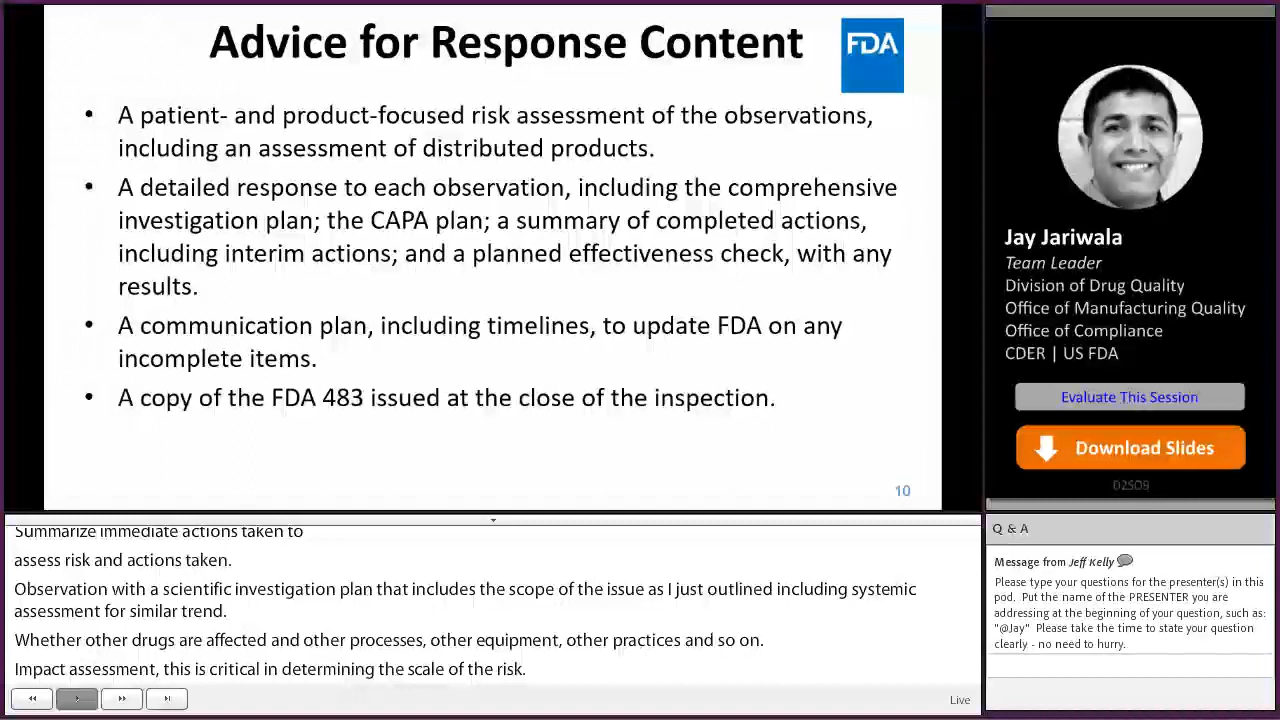 Advice for Response Content
FDA
• A patient- and product-focused risk assessment of the observations,
including an assessment of distributed products.
• A detailed response to each observation, including the comprehensive
investigation plan; the CAPA plan; a summary of completed actions,
including interim actions; and a planned effectiveness check, with any
results.
• A communication plan, including timelines, to update FDA on any
incomplete items.
• A copy of the FDA 483 issued at the close of the inspection.
10
Jay Jariwala
Team Leader
Division of Drug Quality
Office of Manufacturing Quality
Office of Compliance
CDER | US FDA
Evaluate This Session
Download Slides
D2S09
Summarize immediate actions taken to
assess risk and actions taken.
Observation with a scientific investigation plan that includes the scope of the issue as I just outlined including systemic
assessment for similar trend.
Whether other drugs are affected and other processes, other equipment, other practices and so on.
Impact assessment, this is critical in determining the scale of the risk.
Live
Q & A
Message from Jeff Kelly
Please type your questions for the presenter(s) in this
pod. Put the name of the PRESENTER you are
addressing at the beginning of your question, such as:
"@Jay" Please take the time to state your question
clearly - no need to hurry.